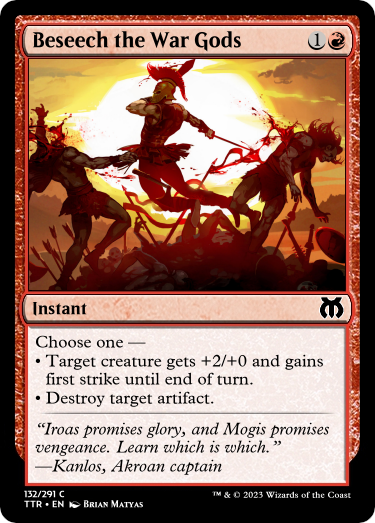 Beseech the War Gods 1
Instant
Choose one —
• Target creature gets +2/+0 and gains
first strike until end of turn.
• Destroy target artifact.
“Iroas promises glory, and Mogis promises
vengeance. Learn which is which.”
—Kanlos, Akroan captain
132/291 C
TTR • EN Brian Matyas ™ & © 2023 Wizards of the Coast